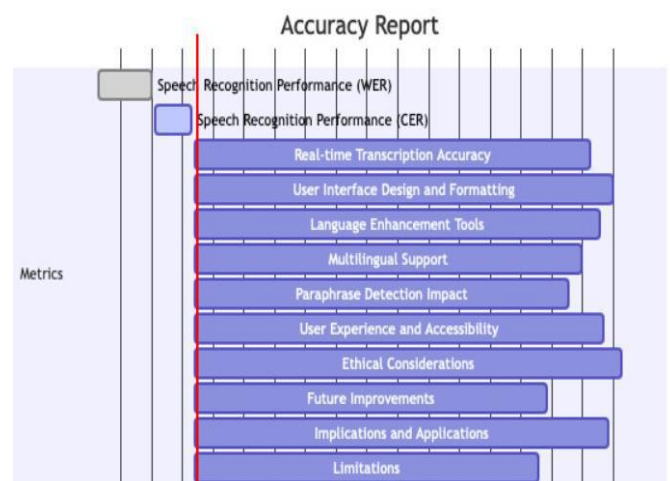 Accuracy Report
Speech Recognition Performance (WER)
Speech Recognition Performance (CER)
Real-time Transcription Accuracy
User Interface Design and Formatting
Language Enhancement Tools
Multilingual Support
Metrics
Paraphrase Detection Impact
User Experience and Accessibility
Ethical Considerations
Future Improvements
Implications and Applications
Limitations